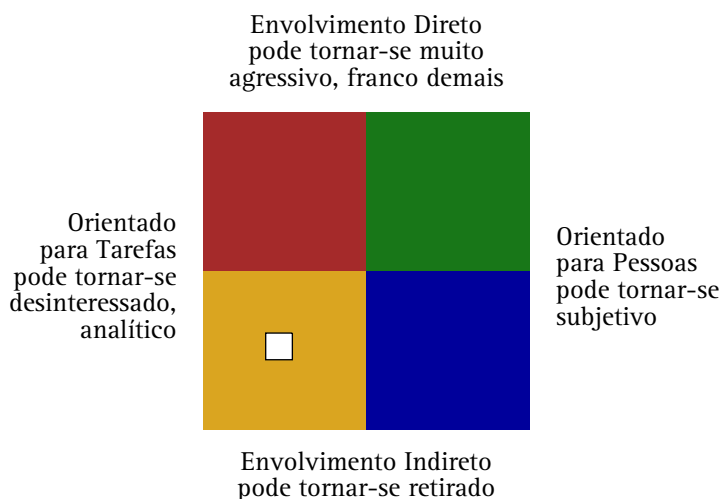 Envolvimento Direto
pode tornar-se muito
agressivo, franco demais
Orientado
para Tarefas
pode tornar-se
desinteressado,
analítico
Orientado
para Pessoas
pode tornar-se
subjetivo
Envolvimento Indireto
pode tornar-se retirado